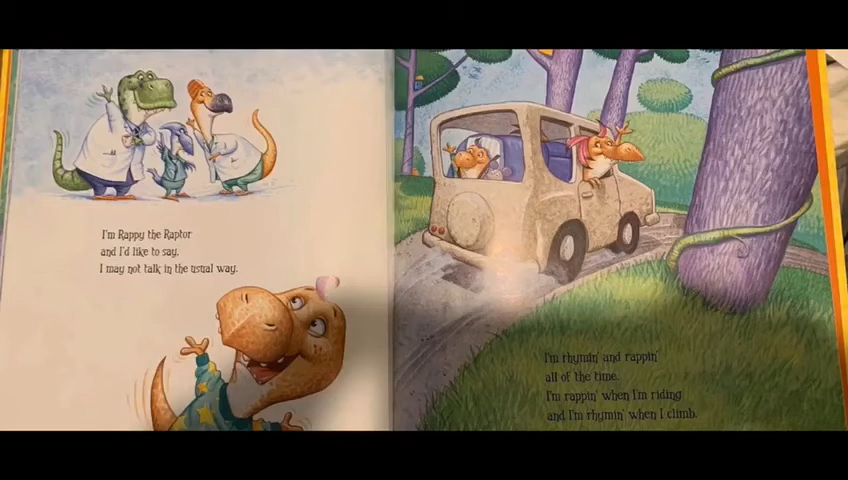 I'm Rappy the Raptor
and I'd like to say,
I may not talk in the usual way.
I'm rhymin' and rappin'
all of the time.
I'm rappin' when I'm riding
and I'm rhymin' when I climb.